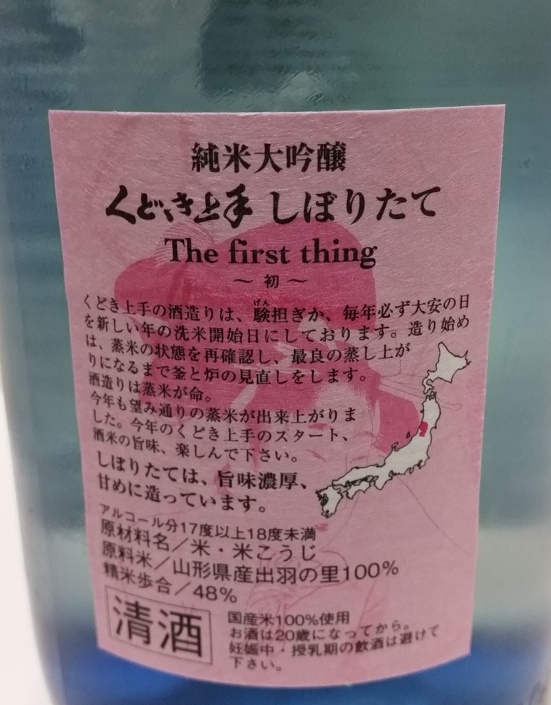 純米大吟醸
くどき上手 しぼりたて
The first thing
〜 初 〜
くどき上手の酒造りは、験担ぎか、毎年必ず大安の日
げん
を新しい年の洗米開始日にしております。造り始め
は、蒸米の状態を再確認し、最良の蒸し上が
りになるまで釜と炉の見直しをします。
酒造りは蒸米が命。
今年も望み通りの蒸米が出来上がりま
した。今年のくどき上手のスタート、
酒米の旨味、楽しんで下さい。
しぼりたては、旨味濃厚、
甘めに造っています。
アルコール分17度以上18度未満
原材料名／米・米こうじ
原料米／山形県産出羽の里100%
精米歩合／48%
清酒
国産米100%使用
お酒は20歳になってから。
妊娠中・授乳期の飲酒は避けて
下さい。